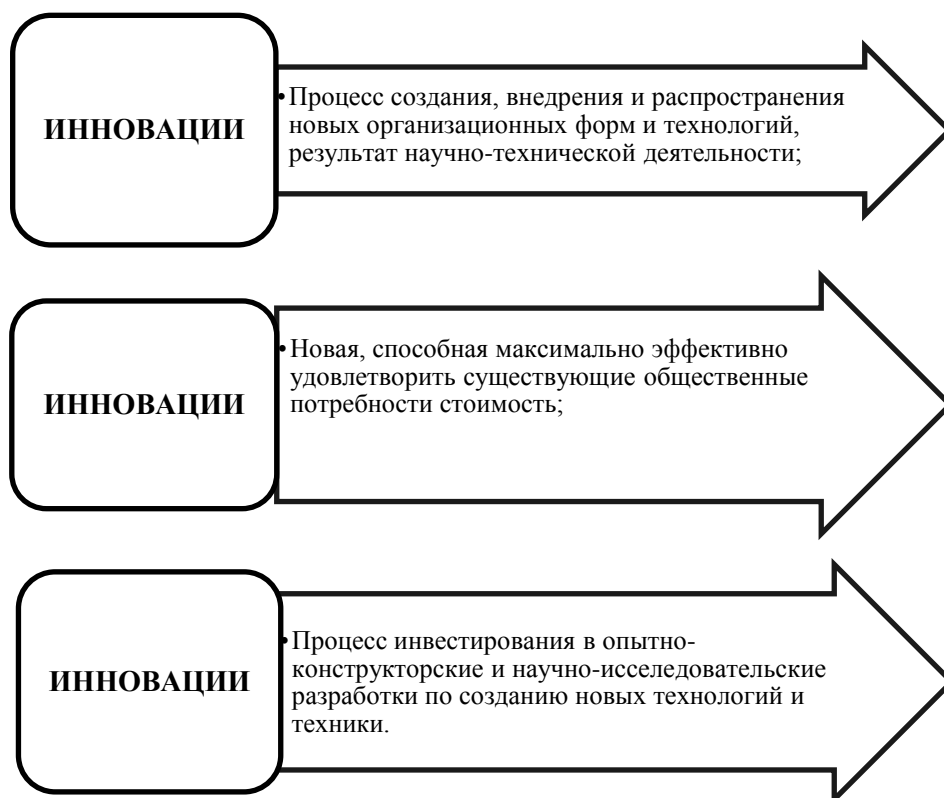 ИННОВАЦИИ
•Процесс создания, внедрения и распространения
новых организационных форм и технологий,
результат научно-технической деятельности;
ИННОВАЦИИ
•Новая, способная максимально эффективно
удовлетворить существующие общественные
потребности стоимость;
ИННОВАЦИИ
•Процесс инвестирования в опытно-
конструкторские и научно-исселедовательские
разработки по созданию новых технологий и
техники.